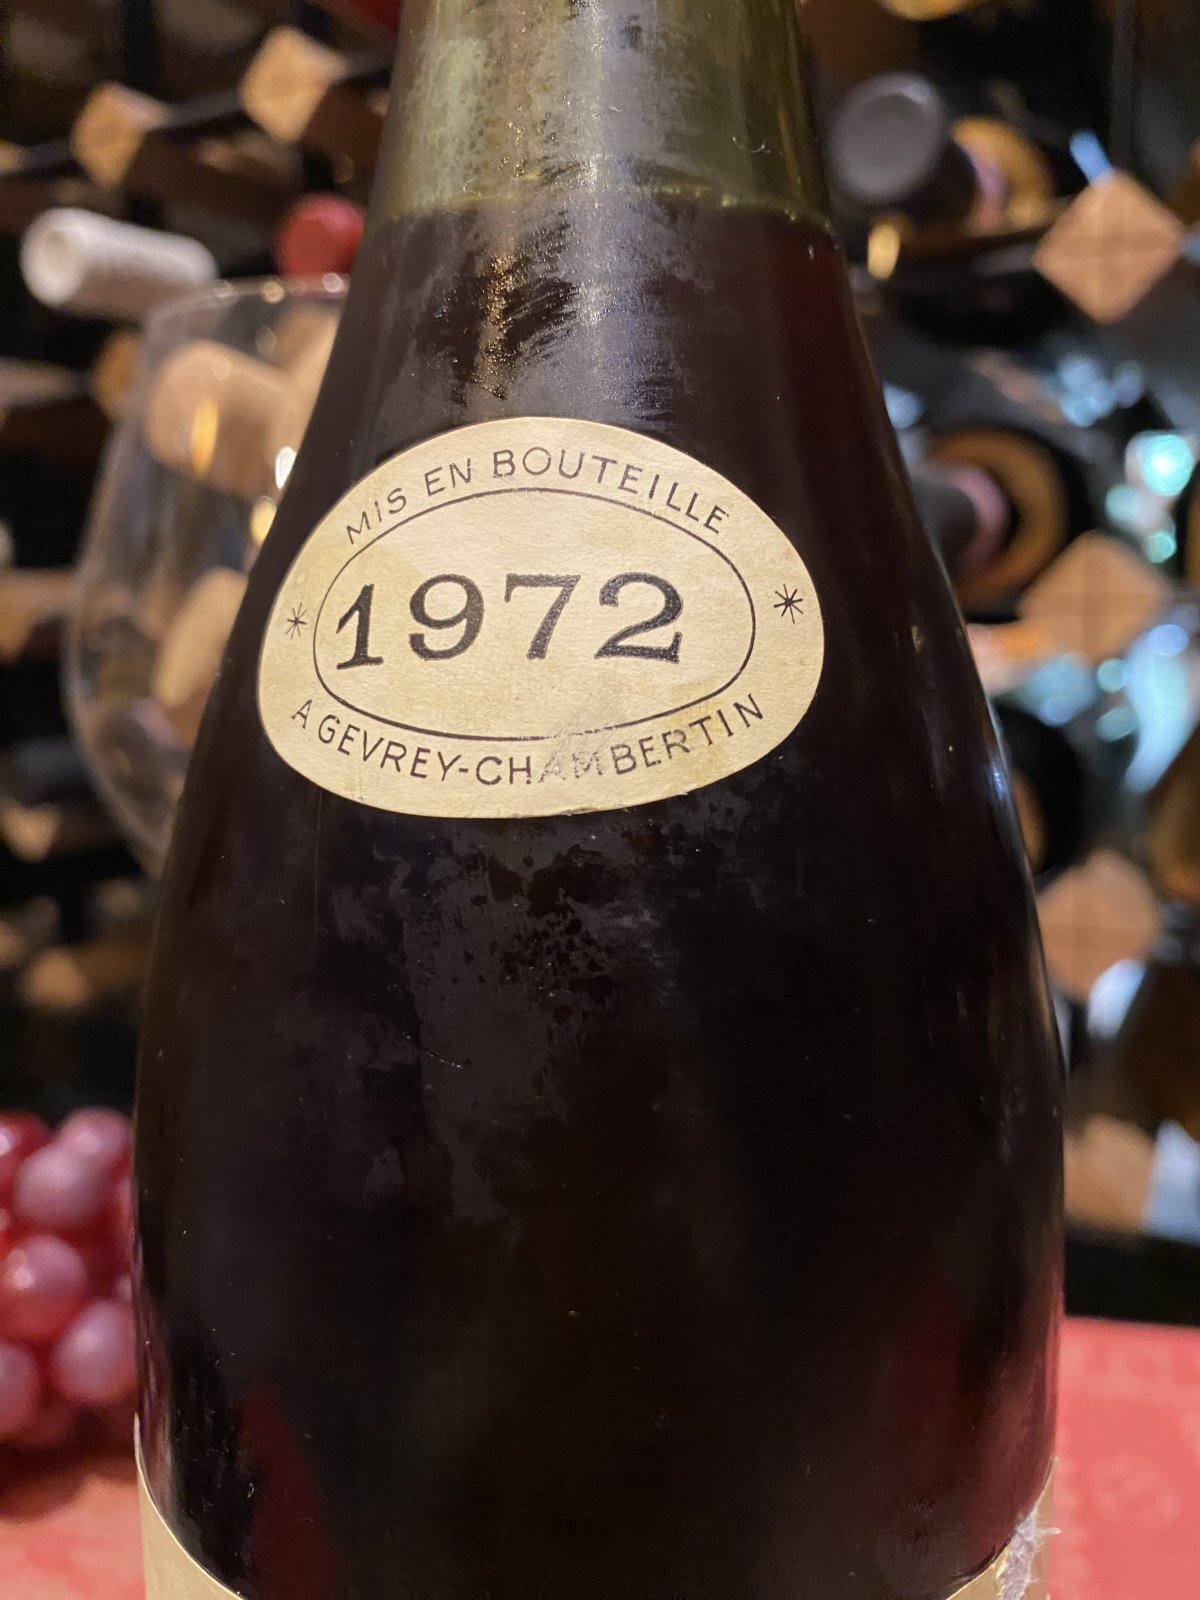 MIS EN BOUTEILLE
* 1972 *
A GEVREY-CHAMBERTIN